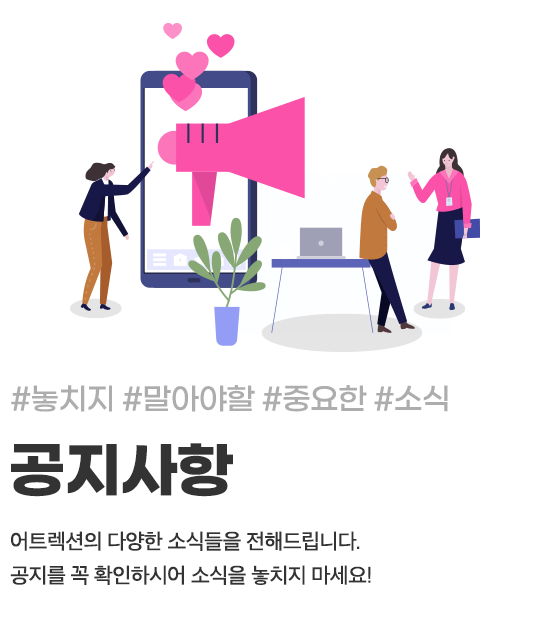 #놓치지 #말아야할 #중요한 #소식
공지사항
어트렉션의 다양한 소식들을 전해드립니다.
공지를 꼭 확인하시어 소식을 놓치지 마세요!